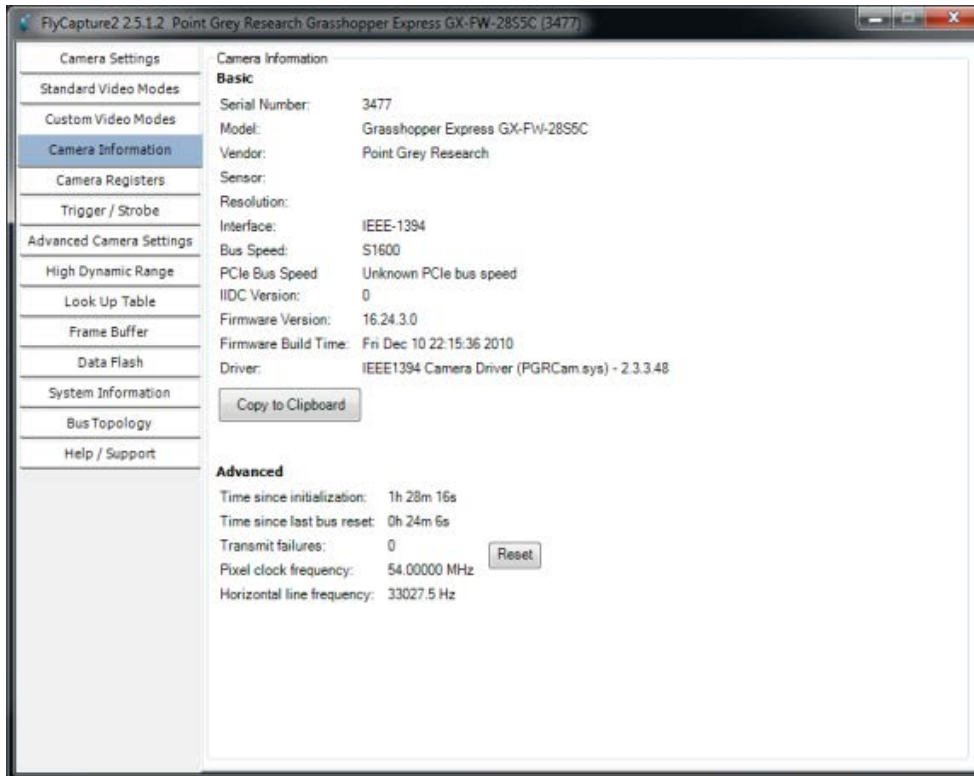 FlyCapture2 2.5.1.2 Point Grey Research Grasshopper Express GX-FW-28S5C (3477)
Camera Settings
Standard Video Modes
Custom Video Modes
Camera Information
Camera Registers
Trigger / Strobe
Advanced Camera Settings
High Dynamic Range
Look Up Table
Frame Buffer
Data Flash
System Information
Bus Topology
Help / Support
Camera Information
Basic
Serial Number: 3477
Model: Grasshopper Express GX-FW-28S5C
Vendor: Point Grey Research
Sensor:
Resolution:
Interface: IEEE-1394
Bus Speed: S1600
PCIe Bus Speed Unknown PCIe bus speed
IIDC Version: 0
Firmware Version: 16.24.3.0
Firmware Build Time: Fri Dec 10 22:15:36 2010
Driver: IEEE1394 Camera Driver (PGRCam.sys) - 2.3.3.48
Copy to Clipboard
Advanced
Time since initialization: 1h 28m 16s
Time since last bus reset: 0h 24m 6s
Transmit failures: 0
Reset
Pixel clock frequency: 54.00000 MHz
Horizontal line frequency: 33027.5 Hz